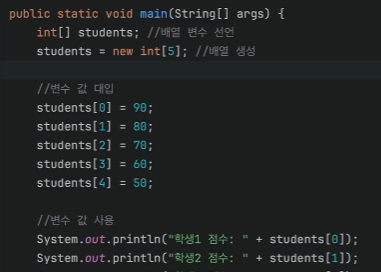 public static void main(String[] args) {
int[] students; //배열 변수 선언
students = new int[5]; //배열 생성
//변수 값 대입
students[0] = 90;
students[1] = 80;
students[2] = 70;
students[3] = 60;
students[4] = 50;
//변수 값 사용
System.out.println("학생1 점수: " + students[0]);
System.out.println("학생2 점수: " + students[1]);